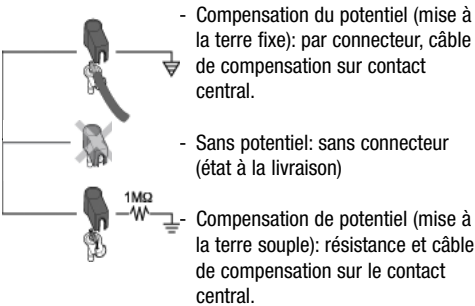 - Compensation du potentiel (mise à
la terre fixe): par connecteur, câble
de compensation sur contact
central.
- Sans potentiel: sans connecteur
(état à la livraison)
1MΩ
- Compensation de potentiel (mise à
la terre souple): résistance et câble
de compensation sur le contact
central.